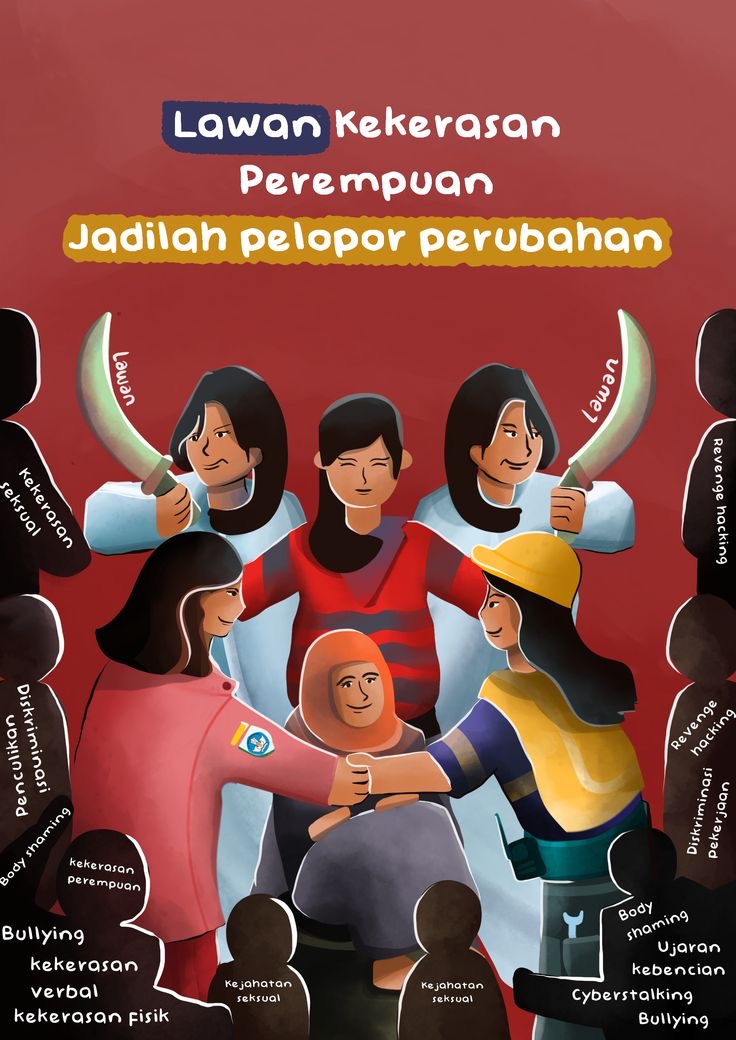 Lawan Kekerasan
Perempuan
Jadilah pelopor perubahan
Lawan
Lawan
Kekerasan
seksual
Revenge hacking
Penculikan
Diskriminasi
Revenge
hacking
Diskriminasi
pekerjaan
Body shaming
kekerasan
perempuan
Bullying
kekerasan
verbal
kekerasan fisik
Kejahatan
seksual
Kejahatan
seksual
Body
shaming
Ujaran
kebencian
Cyberstalking
Bullying